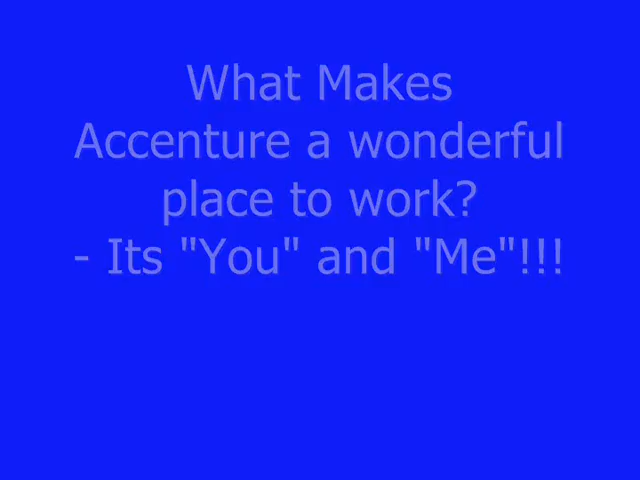 What Makes
Accenture a wonderful
place to work?
- Its "You" and "Me"!!!